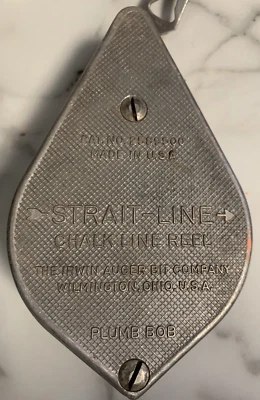 PAT. NO.
MADE IN U.S.A.
STRAIT-LINE
CHALK LINE REEL
THE IRWIN AUGER BIT COMPANY
WILMINGTON, OHIO, U.S.A.
PLUMB BOB